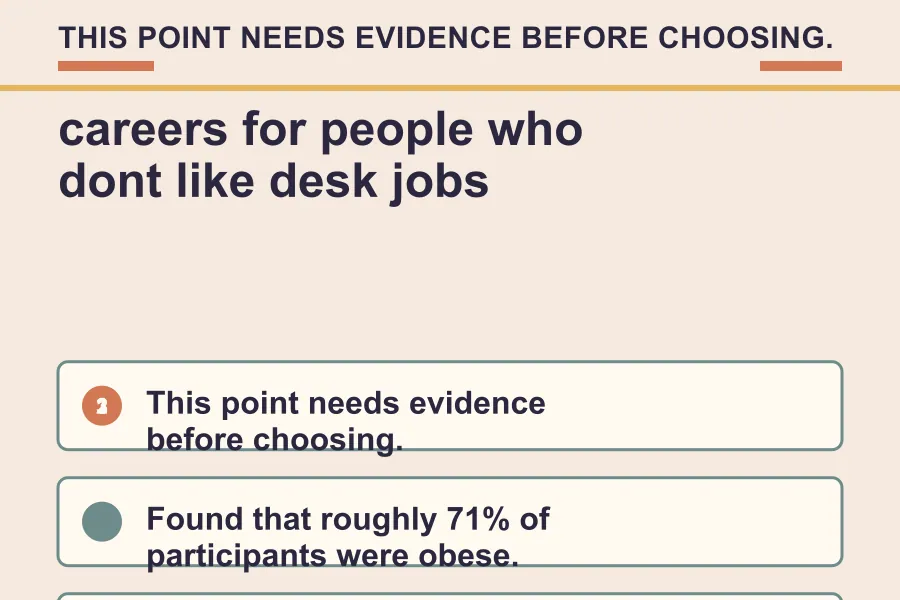 THIS POINT NEEDS EVIDENCE BEFORE CHOOSING.
careers for people who
dont like desk jobs
This point needs evidence
before choosing.
Found that roughly 71% of
participants were obese.